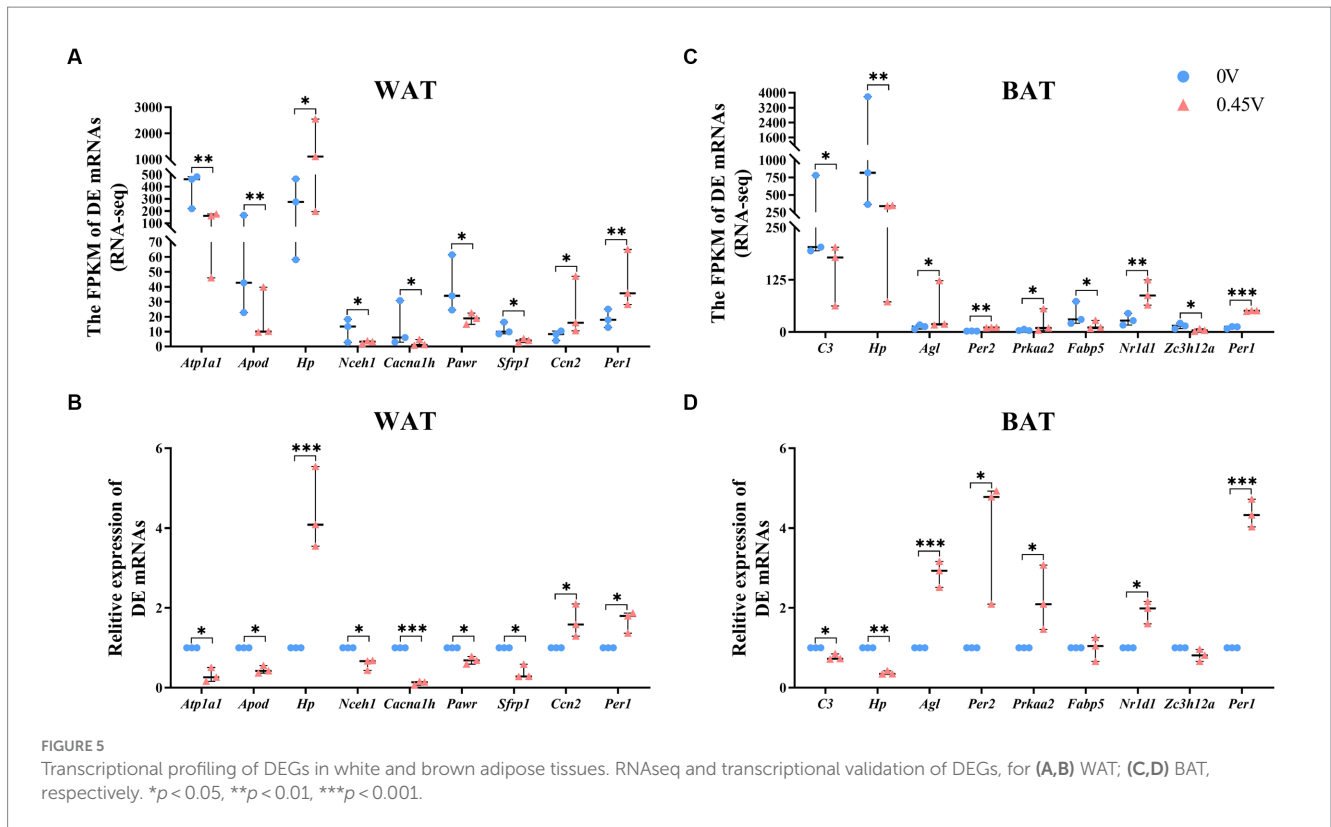 A
WAT
The FPKM of DE mRNAs
(RNA-seq)
3000
2000
1000
500
400
300
200
100
70
60
50
40
30
20
10
0
** ** * * * * * * **
Atp1a1 Apod Hp Nceh1 Cacna1h Pawr Sfrp1 Ccn2 Per1
C
BAT
0V
0.45V
The FPKM of DE mRNAs
(RNA-seq)
4000
3200
2400
1600
1000
750
500
250
250
125
0
* ** * ** * * ** * ***
C3 Hp Agl Per2 Prkaa2 Fabp5 Nr1d1 Zc3h12a Per1
B
WAT
Relitive expression of
DE mRNAs
6
4
2
0
* * *** * *** * * * *
Atp1a1 Apod Hp Nceh1 Cacna1h Pawr Sfrp1 Ccn2 Per1
D
BAT
Relitive expression of
DE mRNAs
6
4
2
0
* ** *** * * * ***
C3 Hp Agl Per2 Prkaa2 Fabp5 Nr1d1 Zc3h12a Per1
FIGURE 5
Transcriptional profiling of DEGs in white and brown adipose tissues. RNAseq and transcriptional validation of DEGs, for (A,B) WAT; (C,D) BAT,
respectively. *p < 0.05, **p < 0.01, ***p < 0.001.